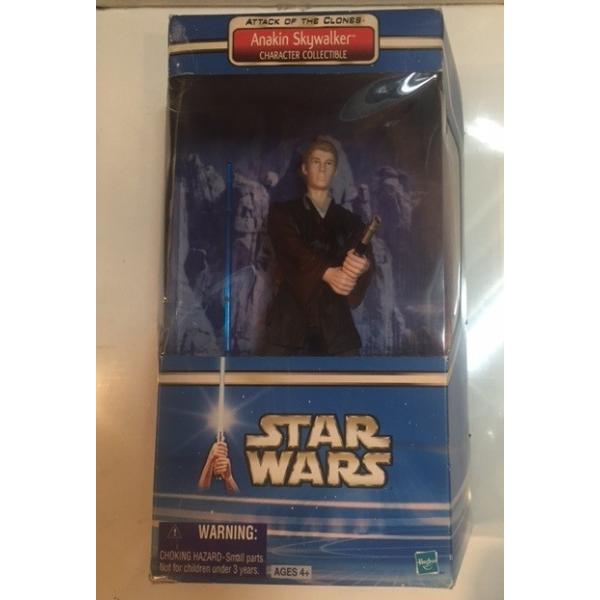 ATTACK OF THE CLONES
Anakin Skywalker™
CHARACTER COLLECTIBLE
STAR
WARS
WARNING:
CHOKING HAZARD-Small parts
Not for children under 3 years.
AGES 4+
Hasbro